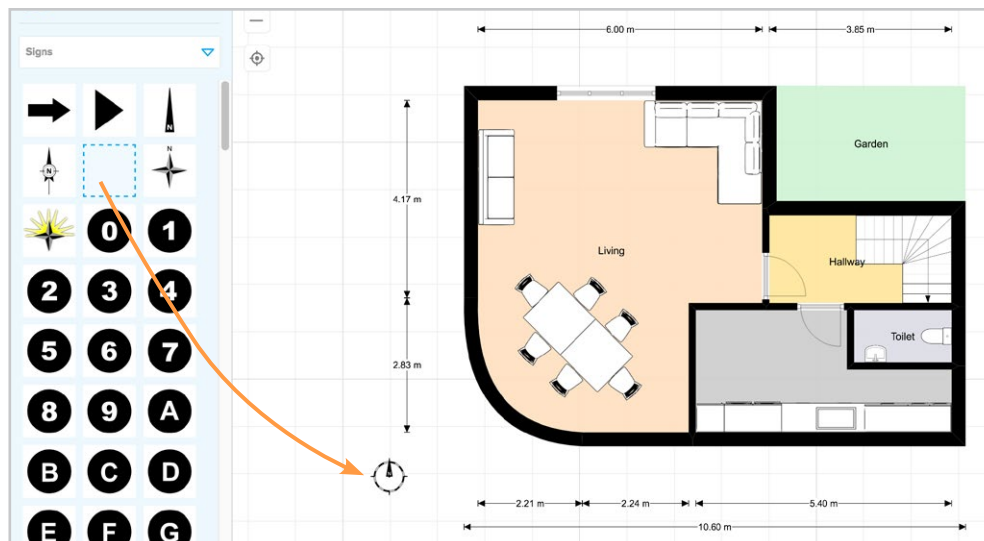 Signs
N
N
N
0
1
2
3
4
5
6
7
8
9
A
B
C
D
E
F
G
6.00 m
3.85 m
Garden
4.17 m
Living
Hallway
Toilet
2.83 m
2.21 m
2.24 m
5.40 m
10.60 m